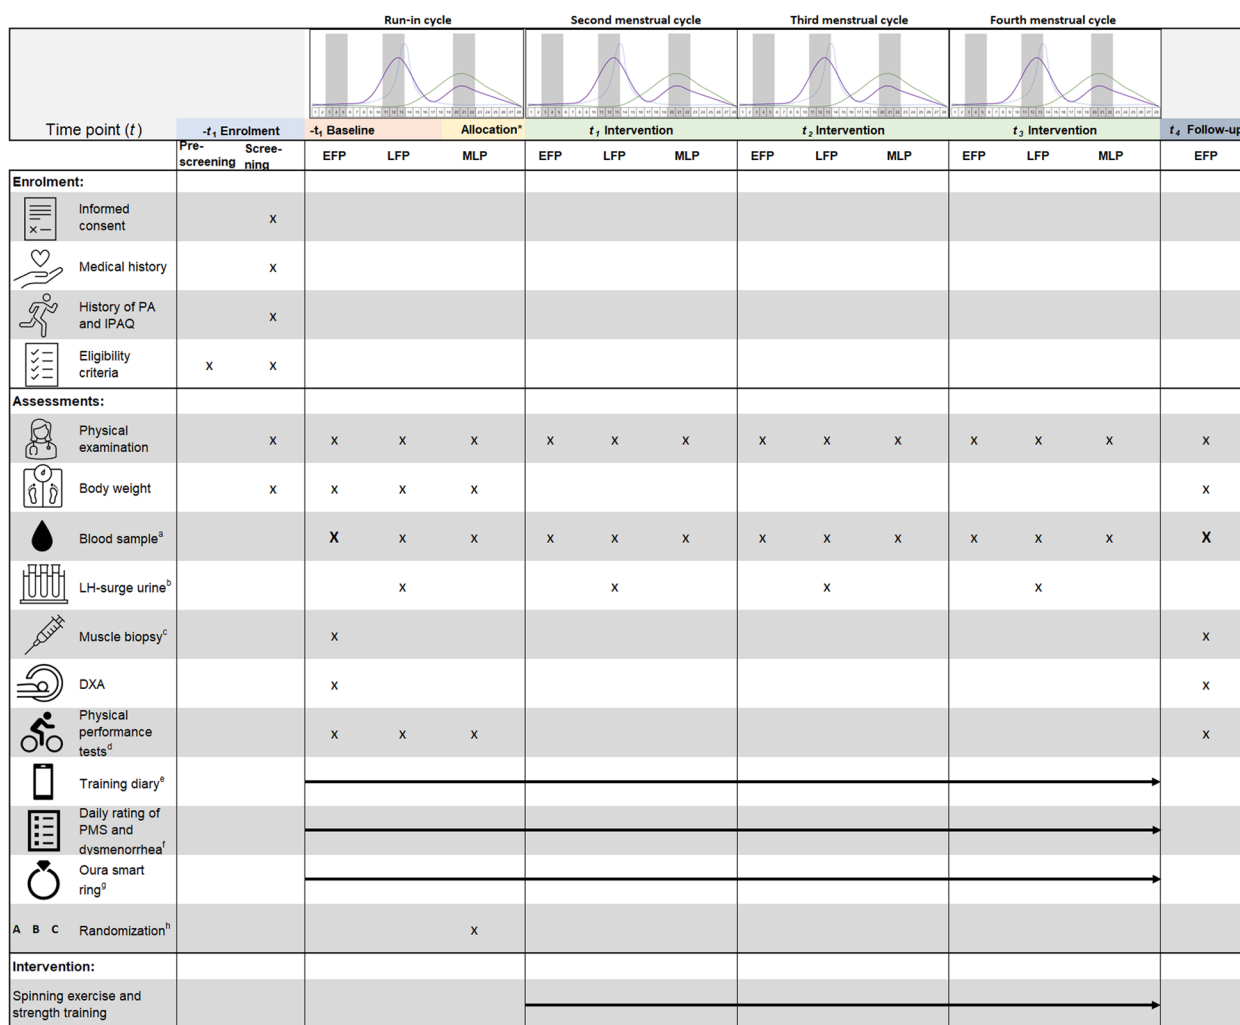 Run-in cycle Second menstrual cycle Third menstrual cycle Fourth menstrual cycle
Time point (t) -t1 Enrolment -t1 Baseline Allocation* t1 Intervention t2 Intervention t3 Intervention t4 Follow-up
Pre-screening Scree-ning EFP LFP MLP EFP LFP MLP EFP LFP MLP EFP LFP MLP EFP
Enrolment:
Informed
consent x
Medical history x
History of PA
and IPAQ x
Eligibility
criteria x x
Assessments:
Physical
examination x x x x x x x x x x x x x x
Body weight x x x x x
Blood sampleᵃ X x x x x x x x x x x x X
LH-surge urineᵇ x x x x
Muscle biopsyᶜ x x
DXA x x
Physical
performance
testsᵈ x x x x
Training diaryᵉ
Daily rating of
PMS and
dysmenorrheaᶠ
Oura smart
ringᵍ
A B C Randomizationʰ x
Intervention:
Spinning exercise and
strength training